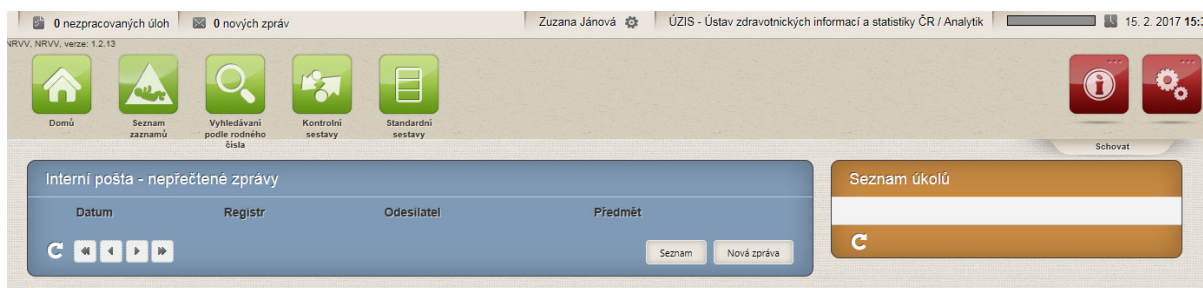 0 nezpracovaných úloh 0 nových zpráv Zuzana Jánová ÚZIS - Ústav zdravotnických informací a statistiky ČR / Analytik 15. 2. 2017
NRVV, NRVV, verze: 1.2.13
Domů
Seznam zaznamů
Vyhledávaní podle rodného čísla
Kontrolní sestavy
Standardní sestavy
Schovat
Interní pošta - nepřečtené zprávy
Datum Registr Odesilatel Předmět
Seznam Nová zpráva
Seznam úkolů